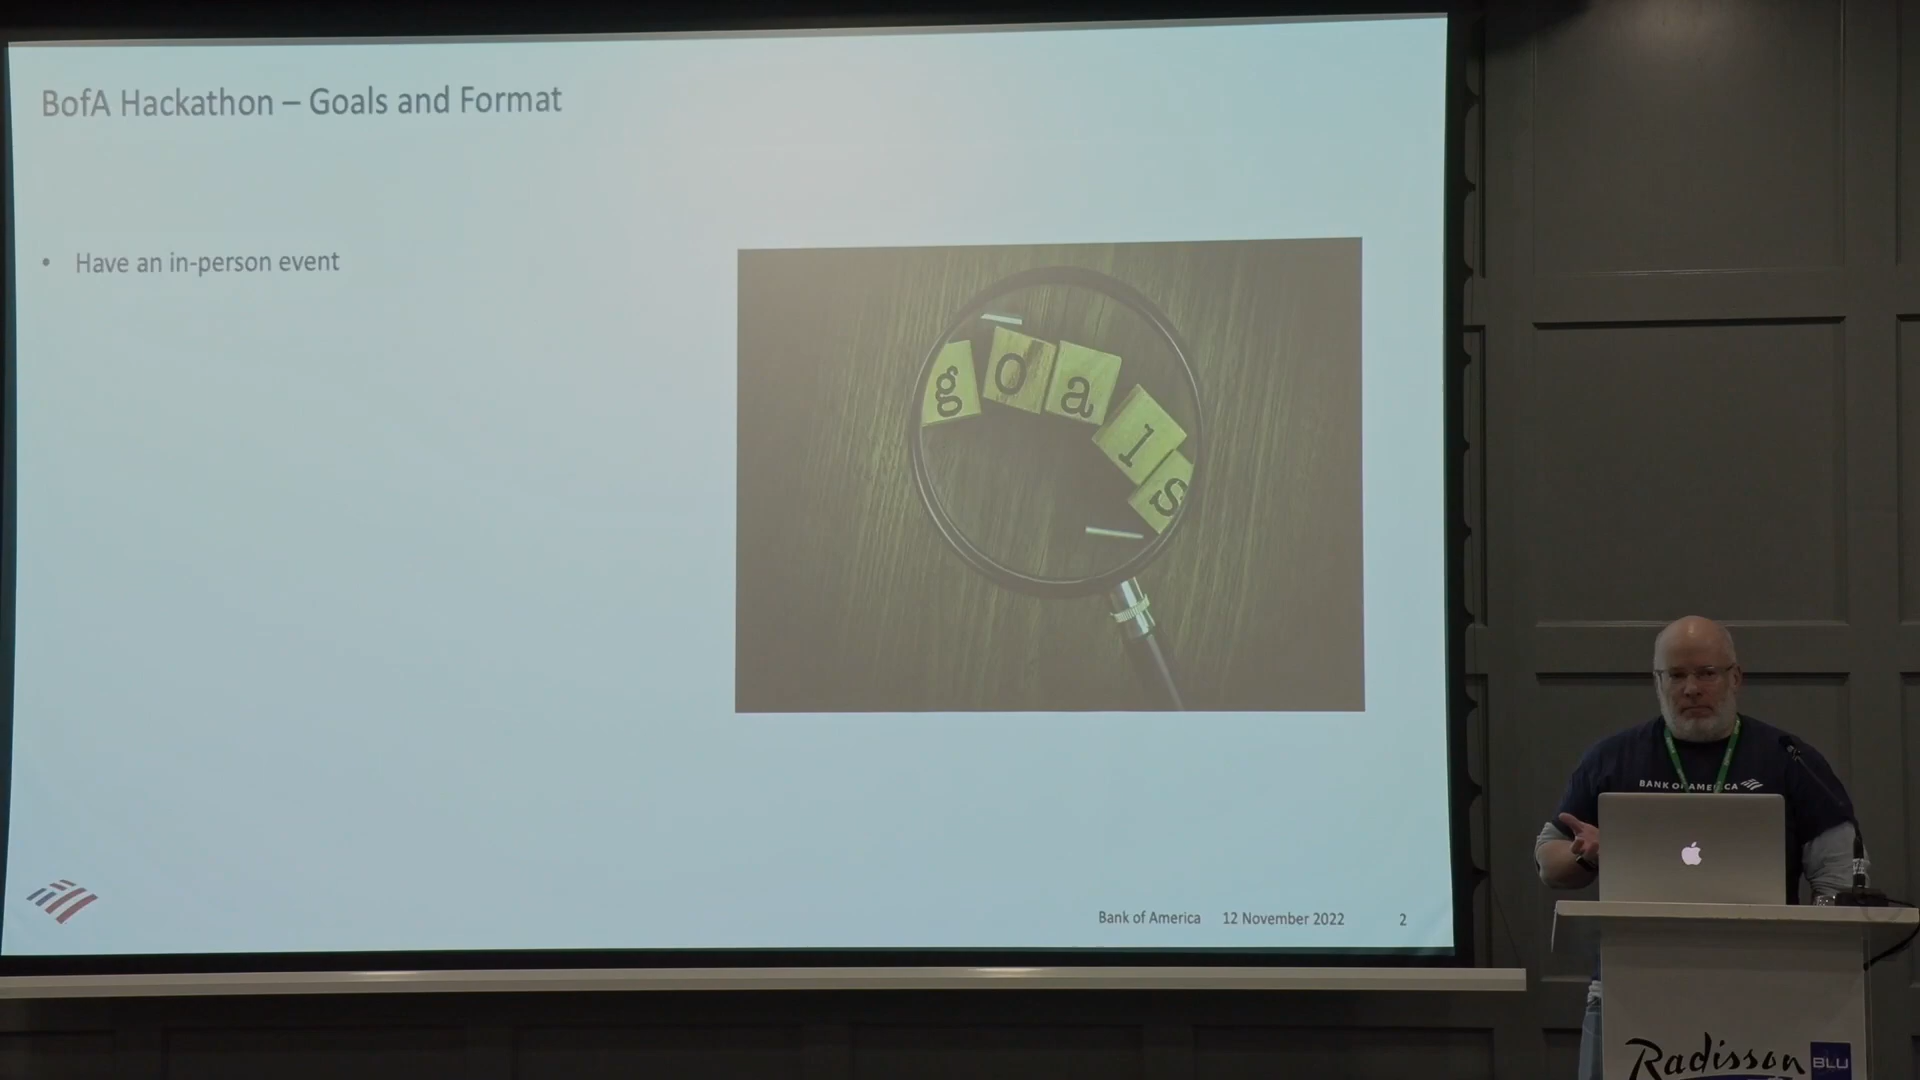 BofA Hackathon – Goals and Format
• Have an in-person event
goals
Bank of America 12 November 2022 2
BANK OF AMERICA
Radisson BLU